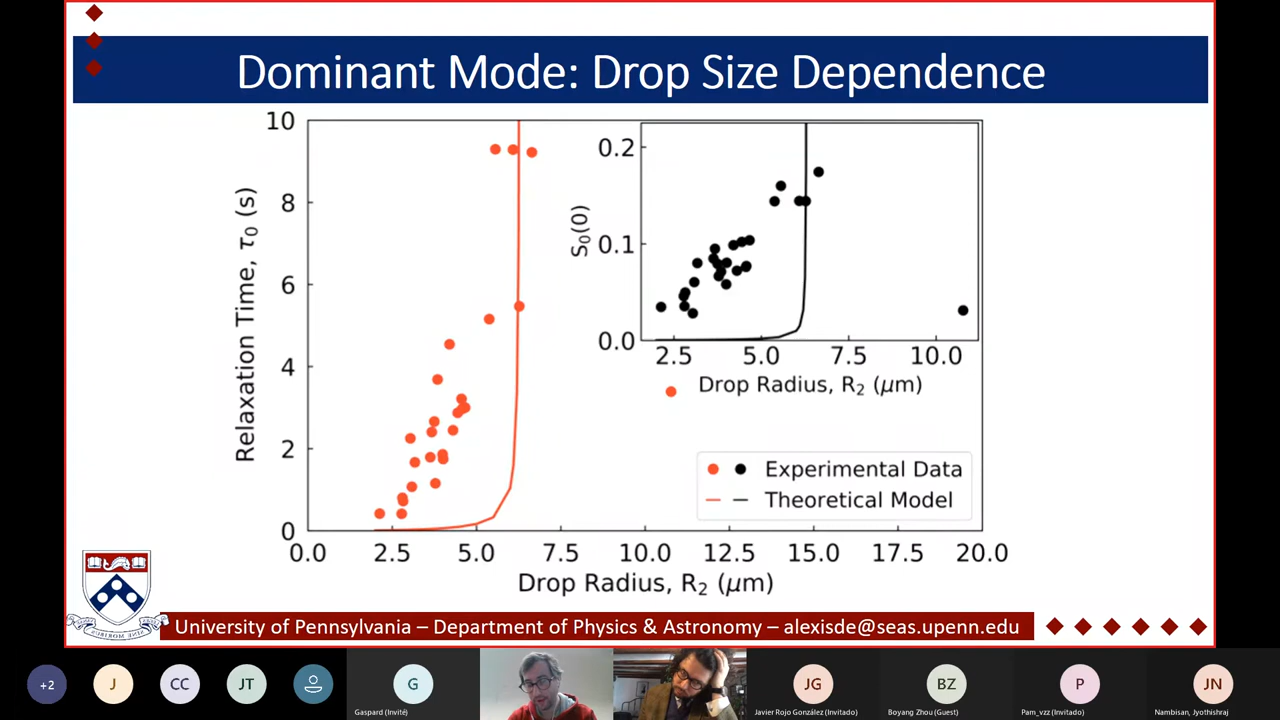 Dominant Mode: Drop Size Dependence
10
8
6
4
2
0
Relaxation Time, τ₀ (s)
0.0 2.5 5.0 7.5 10.0 12.5 15.0 17.5 20.0
Drop Radius, R₂ (μm)
0.2
0.1
0.0
S₀(0)
2.5 5.0 7.5 10.0
Drop Radius, R₂ (μm)
Experimental Data
Theoretical Model
University of Pennsylvania – Department of Physics & Astronomy – alexisde@seas.upenn.edu
+2
J
CC
JT
G
Gaspard (Invité)
JG
Javier Rojo González (Invitado)
BZ
Boyang Zhou (Guest)
P
Pam_vzz (Invitado)
JN
Nambisan, Jyothishraj